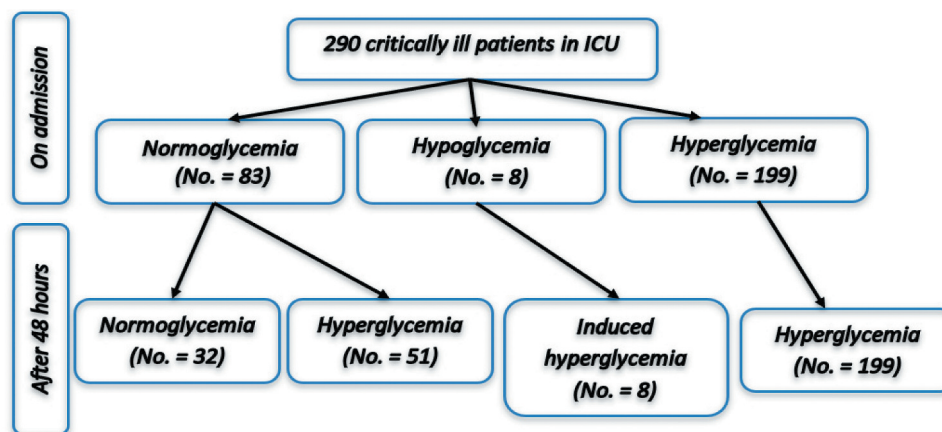 On admission
290 critically ill patients in ICU
Normoglycemia
(No. = 83)
Hypoglycemia
(No. = 8)
Hyperglycemia
(No. = 199)
After 48 hours
Normoglycemia
(No. = 32)
Hyperglycemia
(No. = 51)
Induced
hyperglycemia
(No. = 8)
Hyperglycemia
(No. = 199)